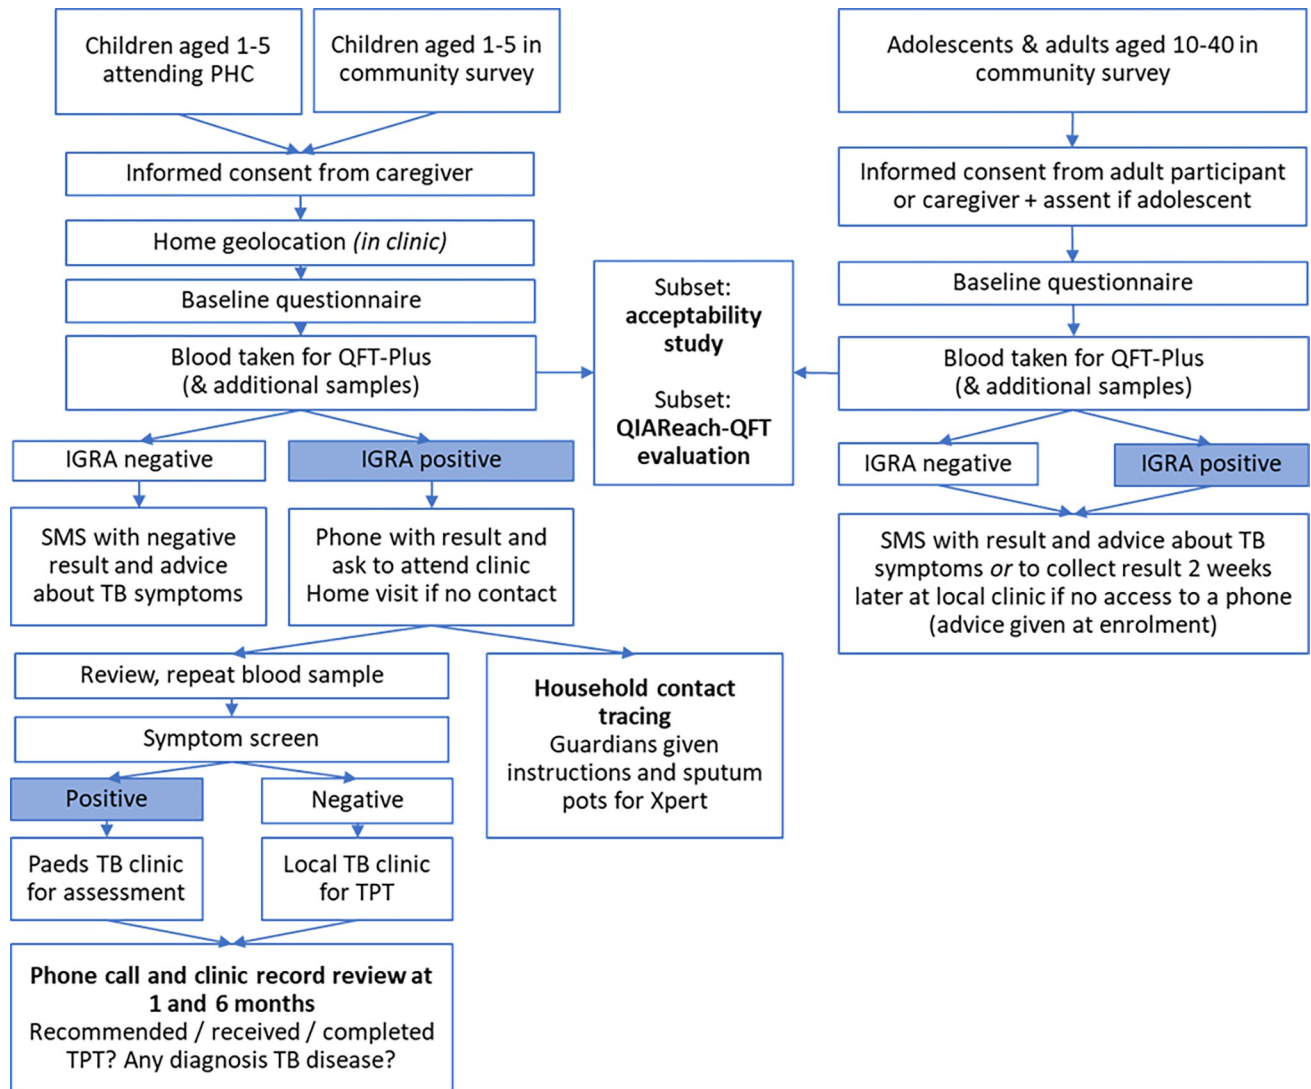 Children aged 1-5
attending PHC
Children aged 1-5 in
community survey
Informed consent from caregiver
Home geolocation (in clinic)
Baseline questionnaire
Blood taken for QFT-Plus
(& additional samples)
IGRA negative
IGRA positive
SMS with negative
result and advice
about TB symptoms
Phone with result and
ask to attend clinic
Home visit if no contact
Review, repeat blood sample
Symptom screen
Positive
Negative
Paeds TB clinic
for assessment
Local TB clinic
for TPT
Phone call and clinic record review at
1 and 6 months
Recommended / received / completed
TPT? Any diagnosis TB disease?
Household contact
tracing
Guardians given
instructions and sputum
pots for Xpert
Subset:
acceptability
study
Subset:
QIAReach-QFT
evaluation
Adolescents & adults aged 10-40 in
community survey
Informed consent from adult participant
or caregiver + assent if adolescent
Baseline questionnaire
Blood taken for QFT-Plus
(& additional samples)
IGRA negative
IGRA positive
SMS with result and advice about TB
symptoms or to collect result 2 weeks
later at local clinic if no access to a phone
(advice given at enrolment)